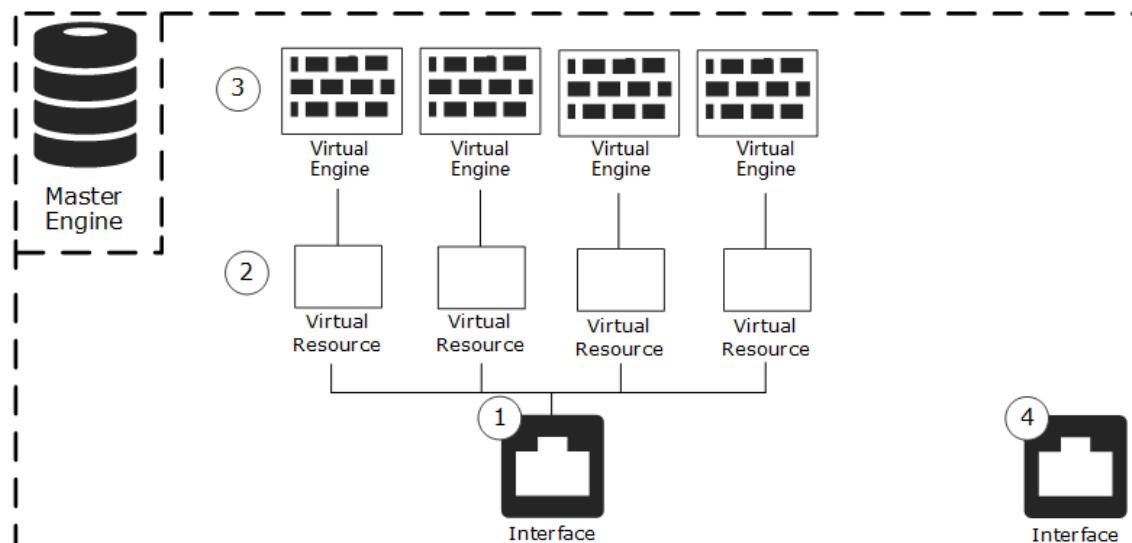 3
Virtual
Engine
Virtual
Engine
Virtual
Engine
Virtual
Engine
Master
Engine
2
Virtual
Resource
Virtual
Resource
Virtual
Resource
Virtual
Resource
1
Interface
4
Interface